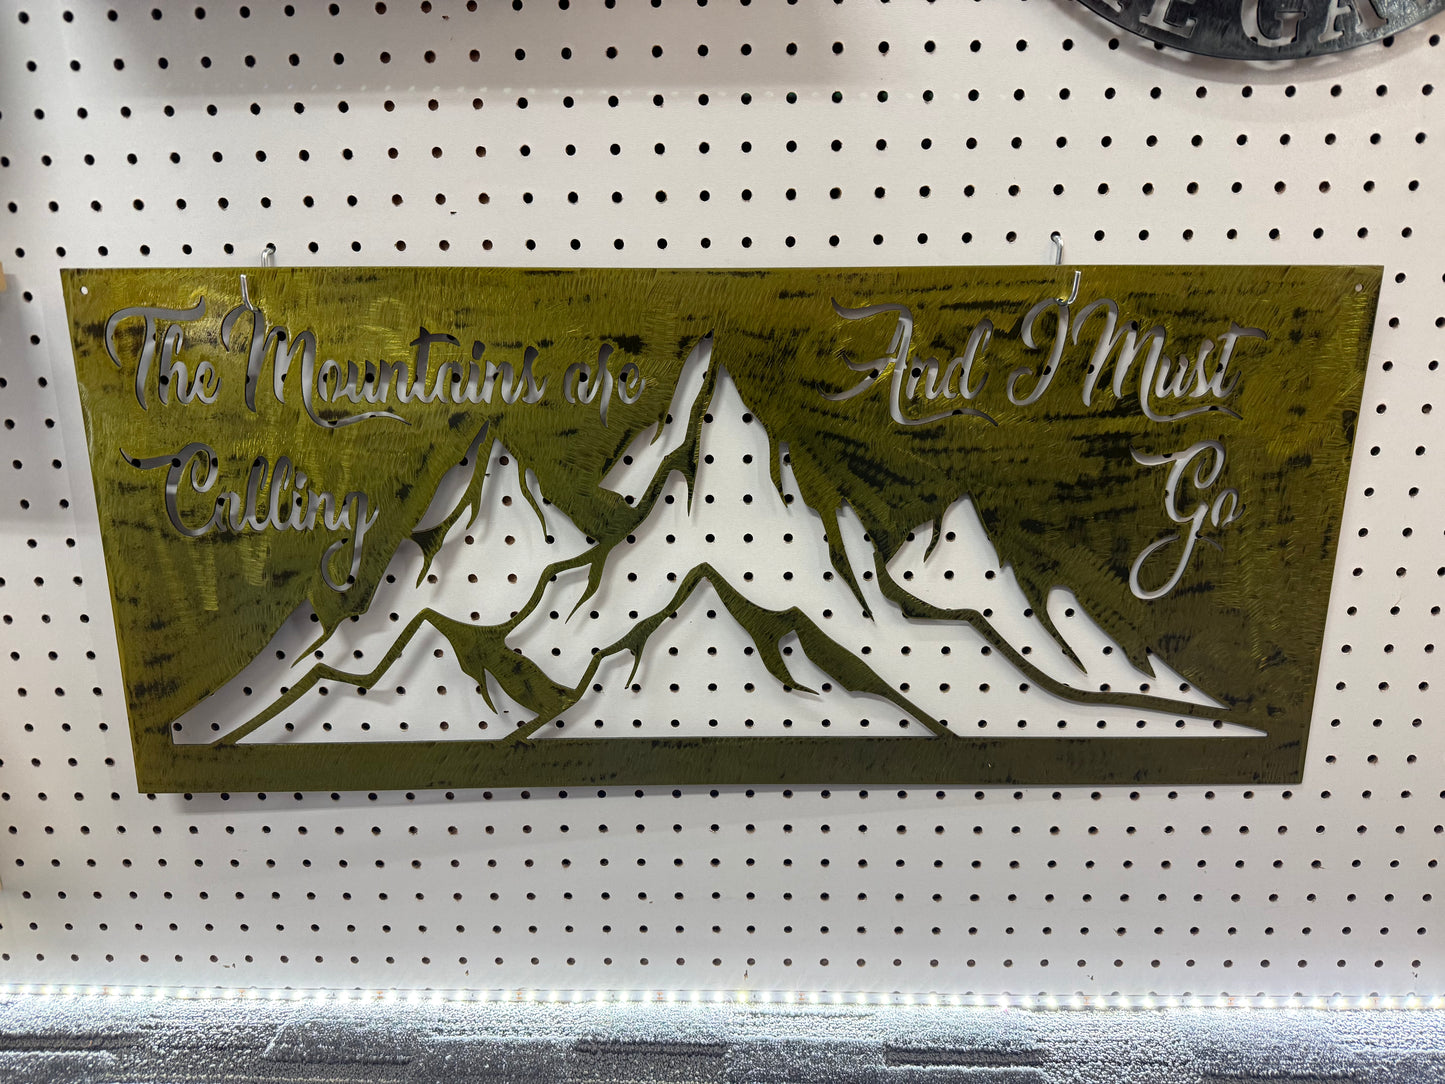 The Mountains are
Calling
And I Must
Go